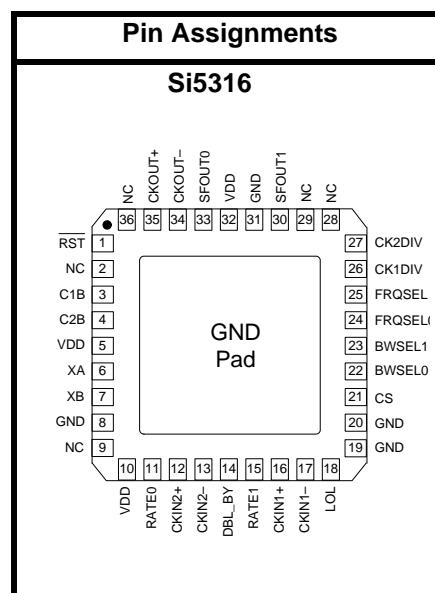 Pin Assignments
Si5316
NC
CKOUT+
CKOUT–
SFOUT0
VDD
GND
SFOUT1
NC
NC
36 35 34 33 32 31 30 29 28
RST 1
NC 2
C1B 3
C2B 4
VDD 5
XA 6
XB 7
GND 8
NC 9
GND
Pad
27 CK2DIV
26 CK1DIV
25 FRQSEL
24 FRQSEL0
23 BWSEL1
22 BWSEL0
21 CS
20 GND
19 GND
10 11 12 13 14 15 16 17 18
VDD
RATE0
CKIN2+
CKIN2–
DBL_BY
RATE1
CKIN1+
CKIN1–
LOL